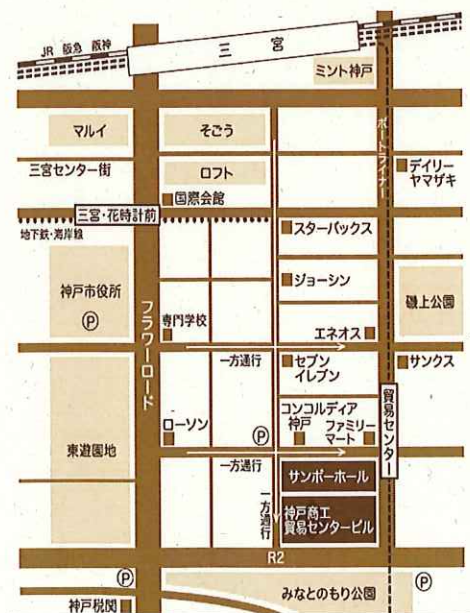 三宮
JR 阪急 阪神
ミント神戸
マルイ
そごう
ポートライナー
三宮センター街
ロフト
デイリー
ヤマザキ
国際会館
三宮・花時計前
地下鉄・海岸線
スターバックス
神戸市役所
P
フラワーロード
ジョーシン
磯上公園
専門学校
エネオス
一方通行
セブン
イレブン
サンクス
貿易センター
東遊園地
ローソン
P
コンコルディア
神戸
ファミリー
マート
一方通行
一方通行
サンボーホール
神戸商工
貿易センタービル
R2
P
P
神戸税関
みなとのもり公園